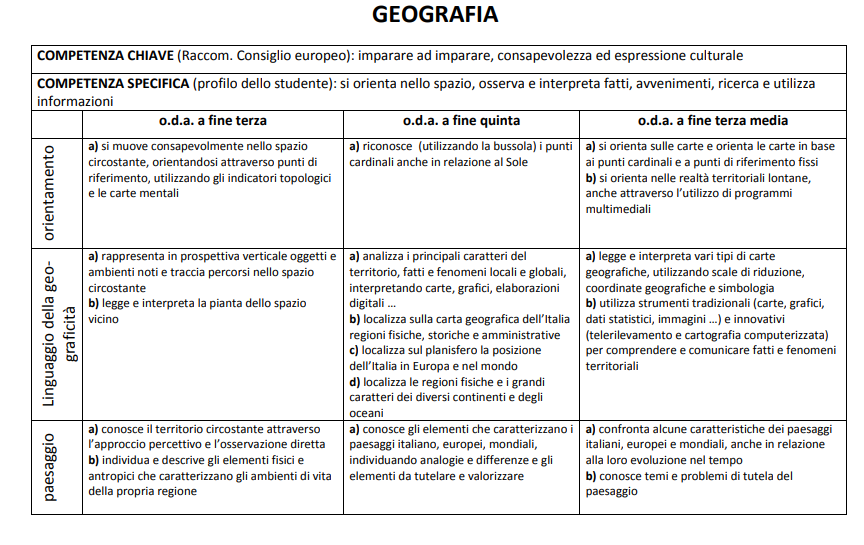 GEOGRAFIA
COMPETENZA CHIAVE (Raccom. Consiglio europeo): imparare ad imparare, consapevolezza ed espressione culturale
COMPETENZA SPECIFICA (profilo dello studente): si orienta nello spazio, osserva e interpreta fatti, avvenimenti, ricerca e utilizza
informazioni
o.d.a. a fine terza
o.d.a. a fine quinta
o.d.a. a fine terza media
orientamento
a) si muove consapevolmente nello spazio
circostante, orientandosi attraverso punti di
riferimento, utilizzando gli indicatori topologici
e le carte mentali
a) riconosce (utilizzando la bussola) i punti
cardinali anche in relazione al Sole
a) si orienta sulle carte e orienta le carte in base
ai punti cardinali e a punti di riferimento fissi
b) si orienta nelle realtà territoriali lontane,
anche attraverso l'utilizzo di programmi
multimediali
Linguaggio della geo-
graficità
a) rappresenta in prospettiva verticale oggetti e
ambienti noti e traccia percorsi nello spazio
circostante
b) legge e interpreta la pianta dello spazio
vicino
a) analizza i principali caratteri del
territorio, fatti e fenomeni locali e globali,
interpretando carte, grafici, elaborazioni
digitali …
b) localizza sulla carta geografica dell'Italia
regioni fisiche, storiche e amministrative
c) localizza sul planisfero la posizione
dell'Italia in Europa e nel mondo
d) localizza le regioni fisiche e i grandi
caratteri dei diversi continenti e degli
oceani
a) legge e interpreta vari tipi di carte
geografiche, utilizzando scale di riduzione,
coordinate geografiche e simbologia
b) utilizza strumenti tradizionali (carte, grafici,
dati statistici, immagini …) e innovativi
(telerilevamento e cartografia computerizzata)
per comprendere e comunicare fatti e fenomeni
territoriali
paesaggio
a) conosce il territorio circostante attraverso
l'approccio percettivo e l'osservazione diretta
b) individua e descrive gli elementi fisici e
antropici che caratterizzano gli ambienti di vita
della propria regione
a) conosce gli elementi che caratterizzano i
paesaggi italiano, europei, mondiali,
individuando analogie e differenze e gli
elementi da tutelare e valorizzare
a) confronta alcune caratteristiche dei paesaggi
italiani, europei e mondiali, anche in relazione
alla loro evoluzione nel tempo
b) conosce temi e problemi di tutela del
paesaggio